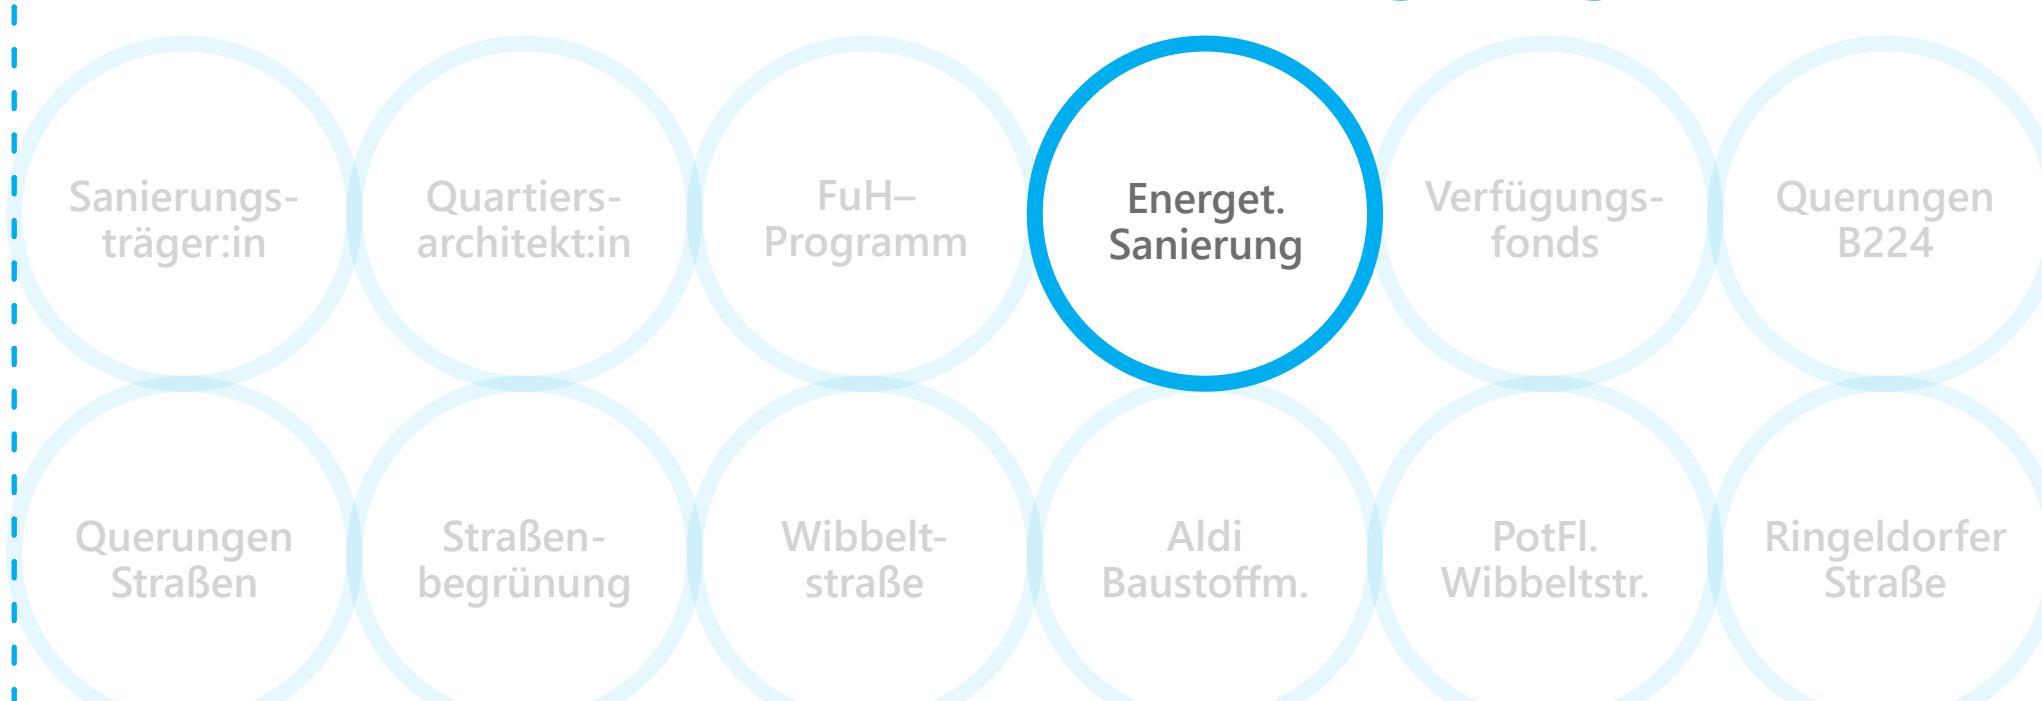 Sanierungs-
träger:in
Quartiers-
architekt:in
FuH–
Programm
Energet.
Sanierung
Verfügungs-
fonds
Querungen
B224
Querungen
Straßen
Straßen-
begrünung
Wibbelt-
straße
Aldi
Baustoffm.
PotFl.
Wibbeltstr.
Ringeldorfer
Straße